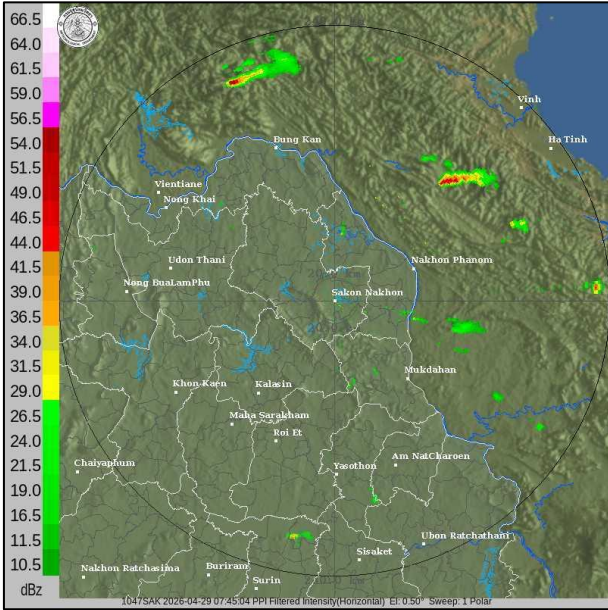 66.5
64.0
61.5
59.0
56.5
54.0
51.5
49.0
46.5
44.0
41.5
39.0
36.5
34.0
31.5
29.0
26.5
24.0
21.5
19.0
16.5
14.0
11.5
10.5
dBz
Vinh
Ha Tinh
Bung Kan
Vientiane
Nong Khai
Udon Thani
Nakhon Phanom
Nong BuaLamPhu
Sakon Nakhon
Mukdahan
Khon Kaen
Kalasin
Maha Sarakham
Roi Et
Am NatCharoen
Chaiyaphum
Yasothon
Ubon Ratchathani
Sisaket
Nakhon Ratchasima
Buriram
Surin
1047SAK 2026-04-29 07:45:04 PPI Filtered Intensity(Horizontal) El: 0.50° Sweep: 1 Polar